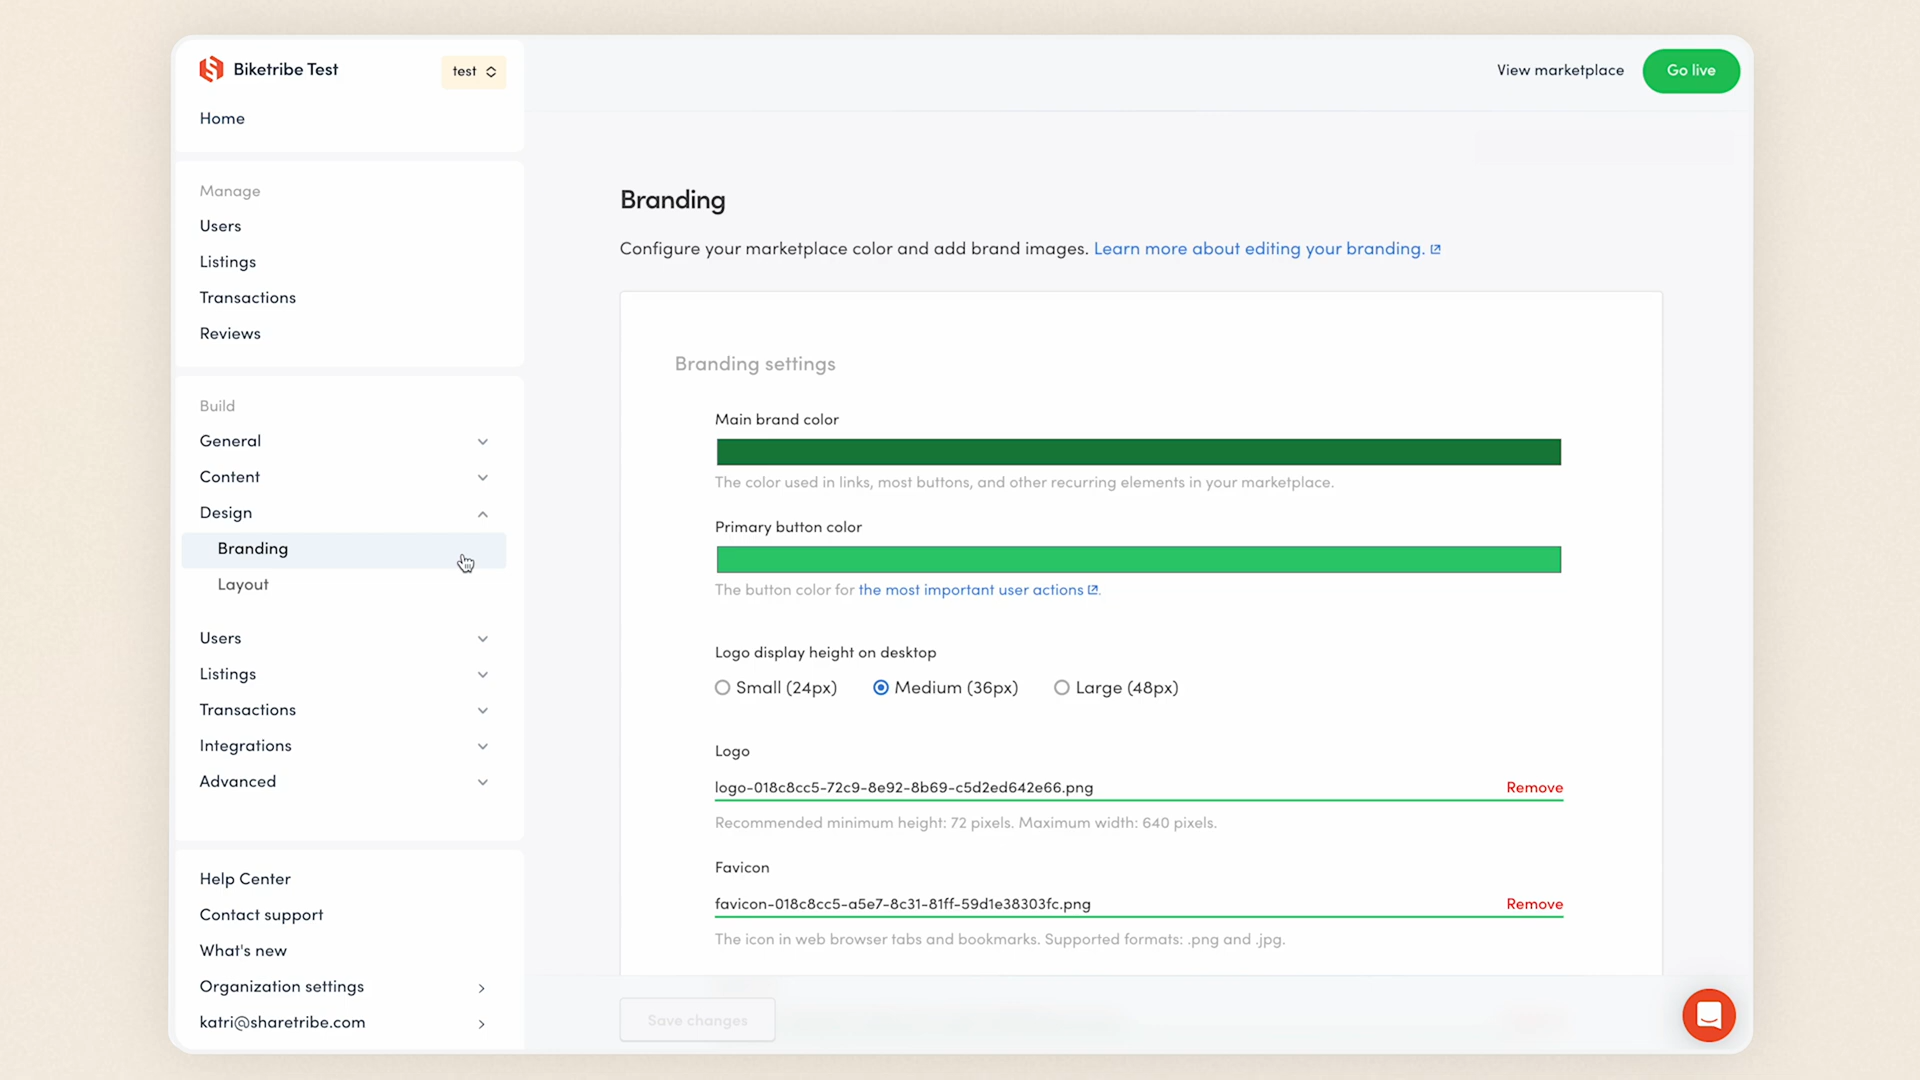 Biketribe Test
test
View marketplace
Go live
Home
Manage
Users
Listings
Transactions
Reviews
Build
General
Content
Design
Branding
Layout
Users
Listings
Transactions
Integrations
Advanced
Help Center
Contact support
What's new
Organization settings
katri@sharetribe.com
Branding
Configure your marketplace color and add brand images. Learn more about editing your branding.
Branding settings
Main brand color
The color used in links, most buttons, and other recurring elements in your marketplace.
Primary button color
The button color for the most important user actions.
Logo display height on desktop
Small (24px) Medium (36px) Large (48px)
Logo
logo-018c8cc5-72c9-8e92-8b69-c5d2ed642e66.png Remove
Recommended minimum height: 72 pixels. Maximum width: 640 pixels.
Favicon
favicon-018c8cc5-a5e7-8c31-81ff-59d1e38303fc.png Remove
The icon in web browser tabs and bookmarks. Supported formats: .png and .jpg.
Save changes